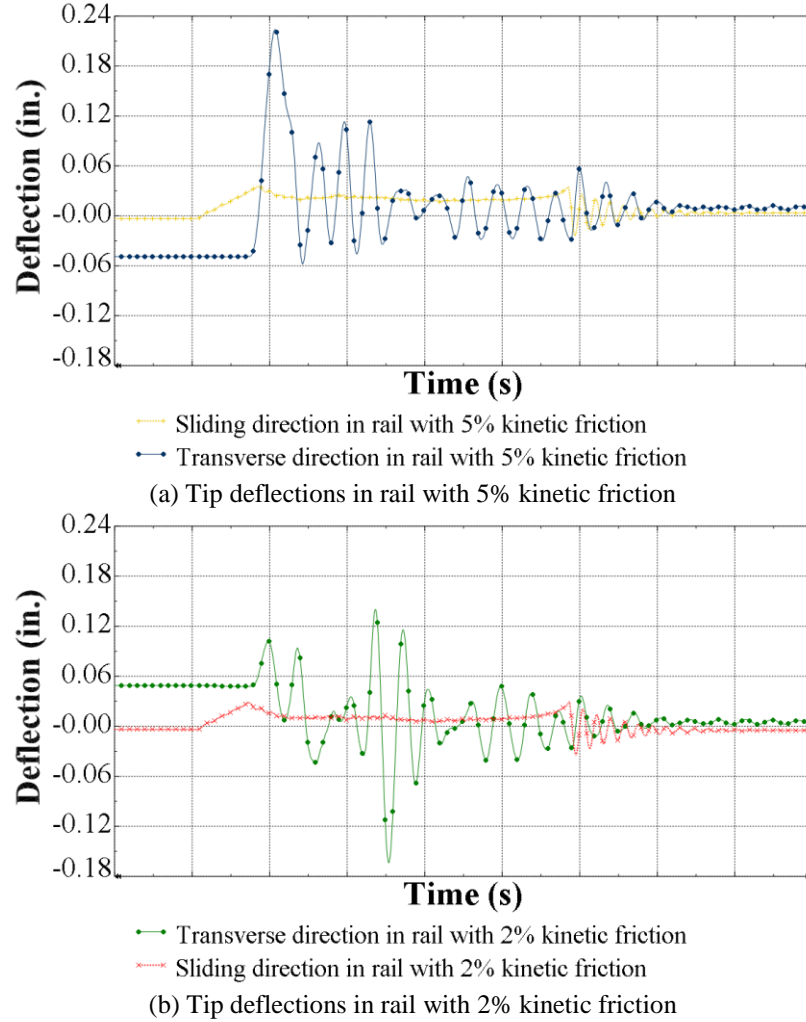 0.24
0.18
0.12
0.06
-0.00
-0.06
-0.12
-0.18
Deflection (in.)
Time (s)
Sliding direction in rail with 5% kinetic friction
Transverse direction in rail with 5% kinetic friction
(a) Tip deflections in rail with 5% kinetic friction
0.24
0.18
0.12
0.06
-0.00
-0.06
-0.12
-0.18
Deflection (in.)
Time (s)
Transverse direction in rail with 2% kinetic friction
Sliding direction in rail with 2% kinetic friction
(b) Tip deflections in rail with 2% kinetic friction